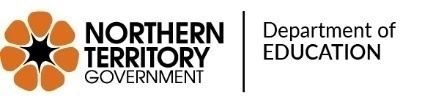 NORTHERN
TERRITORY
GOVERNMENT
Department of
EDUCATION